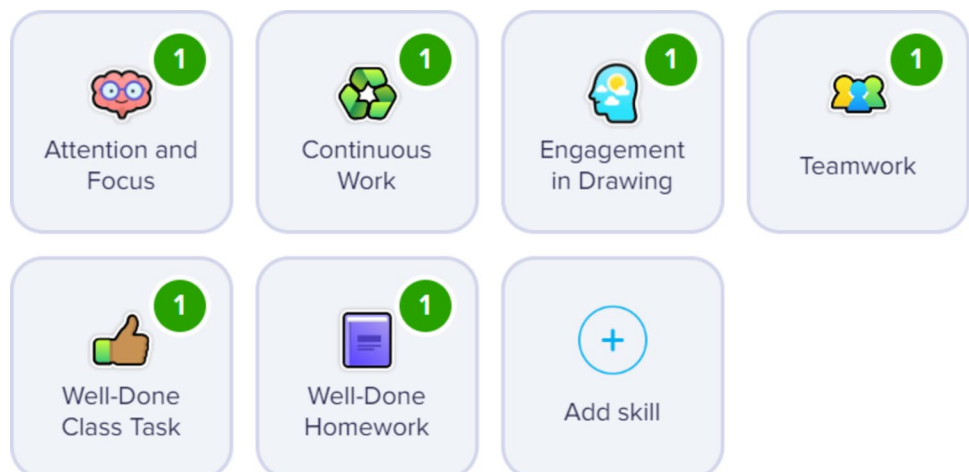 1
1
1
1
Attention and
Focus
Continuous
Work
Engagement
in Drawing
Teamwork
1
1
Well-Done
Class Task
Well-Done
Homework
Add skill